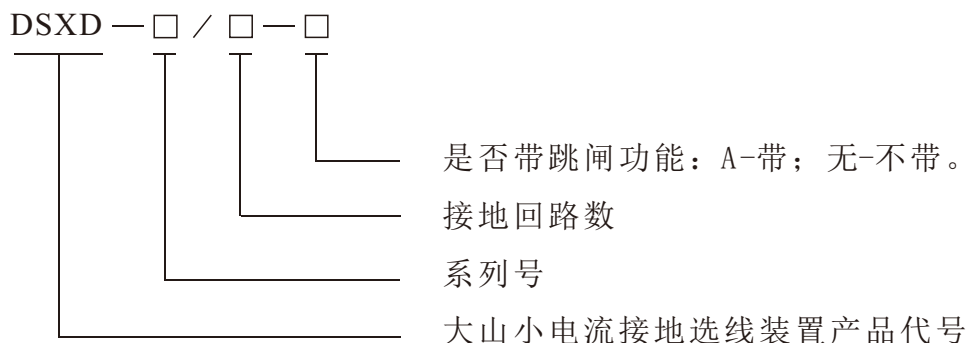 DSXD—□/□—□
是否带跳闸功能：A-带；无-不带。
接地回路数
系列号
大山小电流接地选线装置产品代号